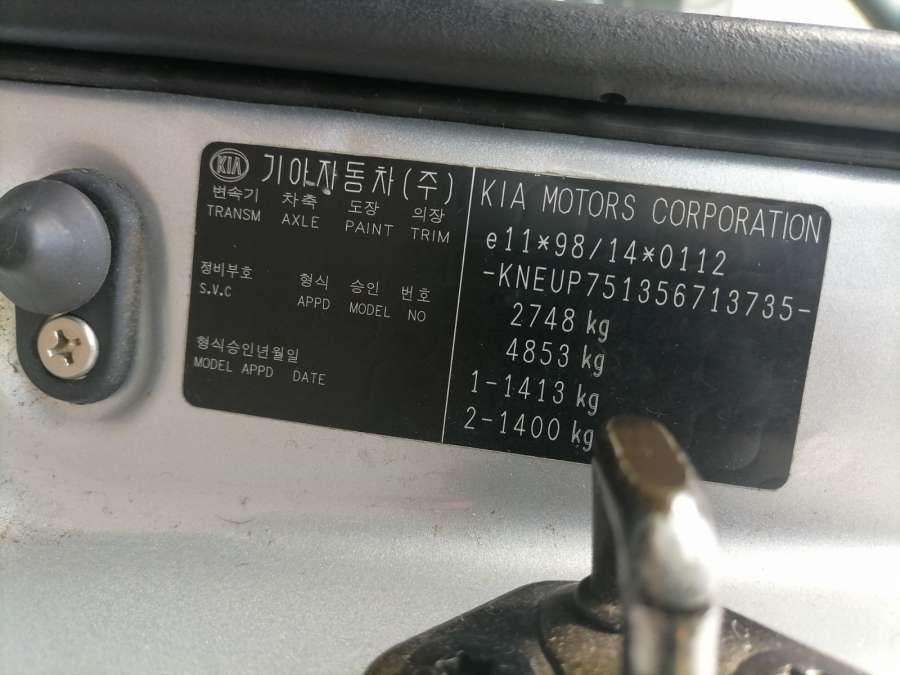 KIA 기아자동차(주)
변속기 차축 도장 의장
TRANSM AXLE PAINT TRIM
정비부호 형식 승인 번호
S.V.C APPD MODEL NO
형식승인년월일
MODEL APPD DATE
KIA MOTORS CORPORATION
e11*98/14*0112
-KNEUP751356713735-
2748 kg
4853 kg
1-1413 kg
2-1400 kg